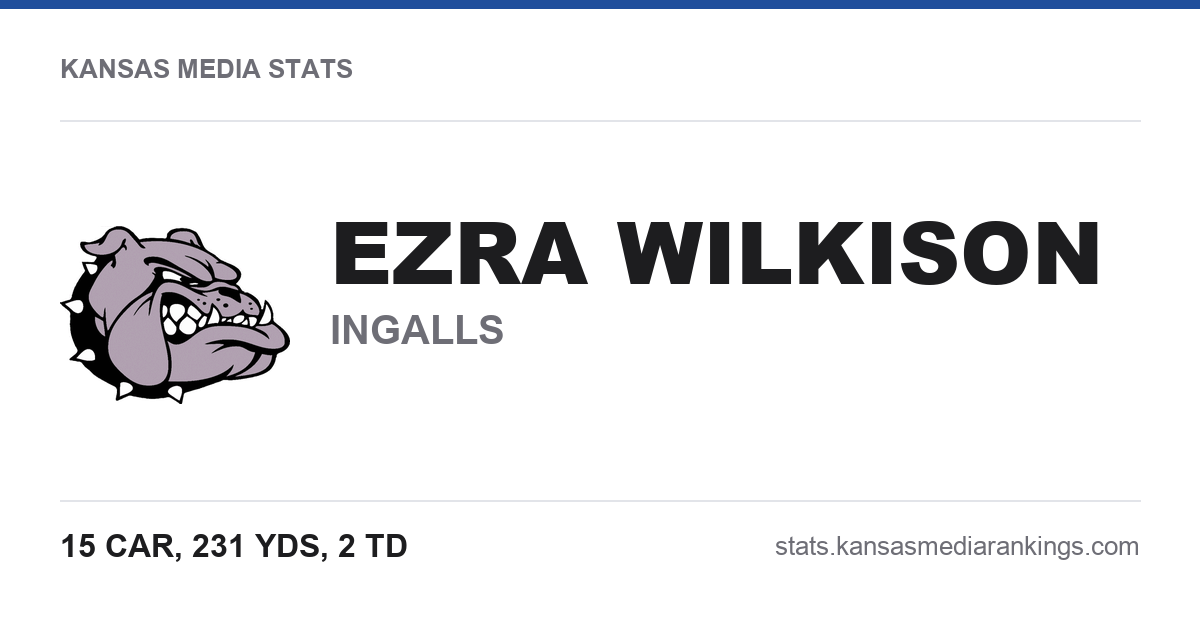 KANSAS MEDIA STATS
EZRA WILKISON
INGALLS
15 CAR, 231 YDS, 2 TD
stats.kansasmediarankings.com